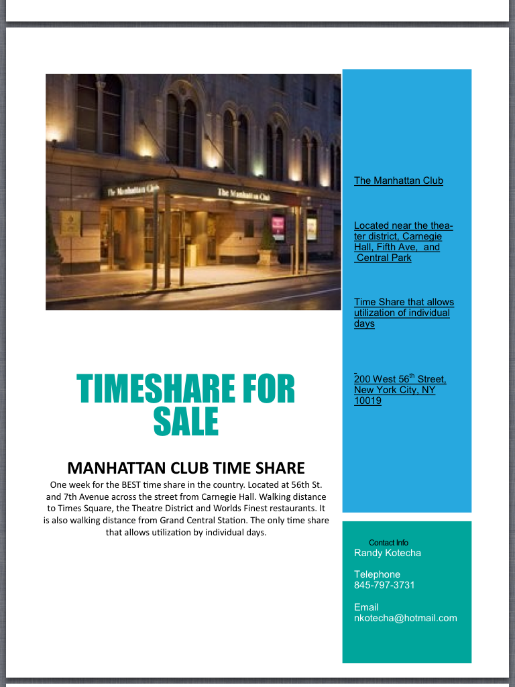 The Manhattan Club
The Manhattan Club
TIMESHARE FOR
SALE
MANHATTAN CLUB TIME SHARE
One week for the BEST time share in the country. Located at 56th St.
and 7th Avenue across the street from Carnegie Hall. Walking distance
to Times Square, the Theatre District and Worlds Finest restaurants. It
is also walking distance from Grand Central Station. The only time share
that allows utilization by individual days.
The Manhattan Club
Located near the thea-
ter district, Carnegie
Hall, Fifth Ave, and
Central Park
Time Share that allows
utilization of individual
days
200 West 56th Street,
New York City, NY
10019
Contact Info
Randy Kotecha
Telephone
845-797-3731
Email
nkotecha@hotmail.com